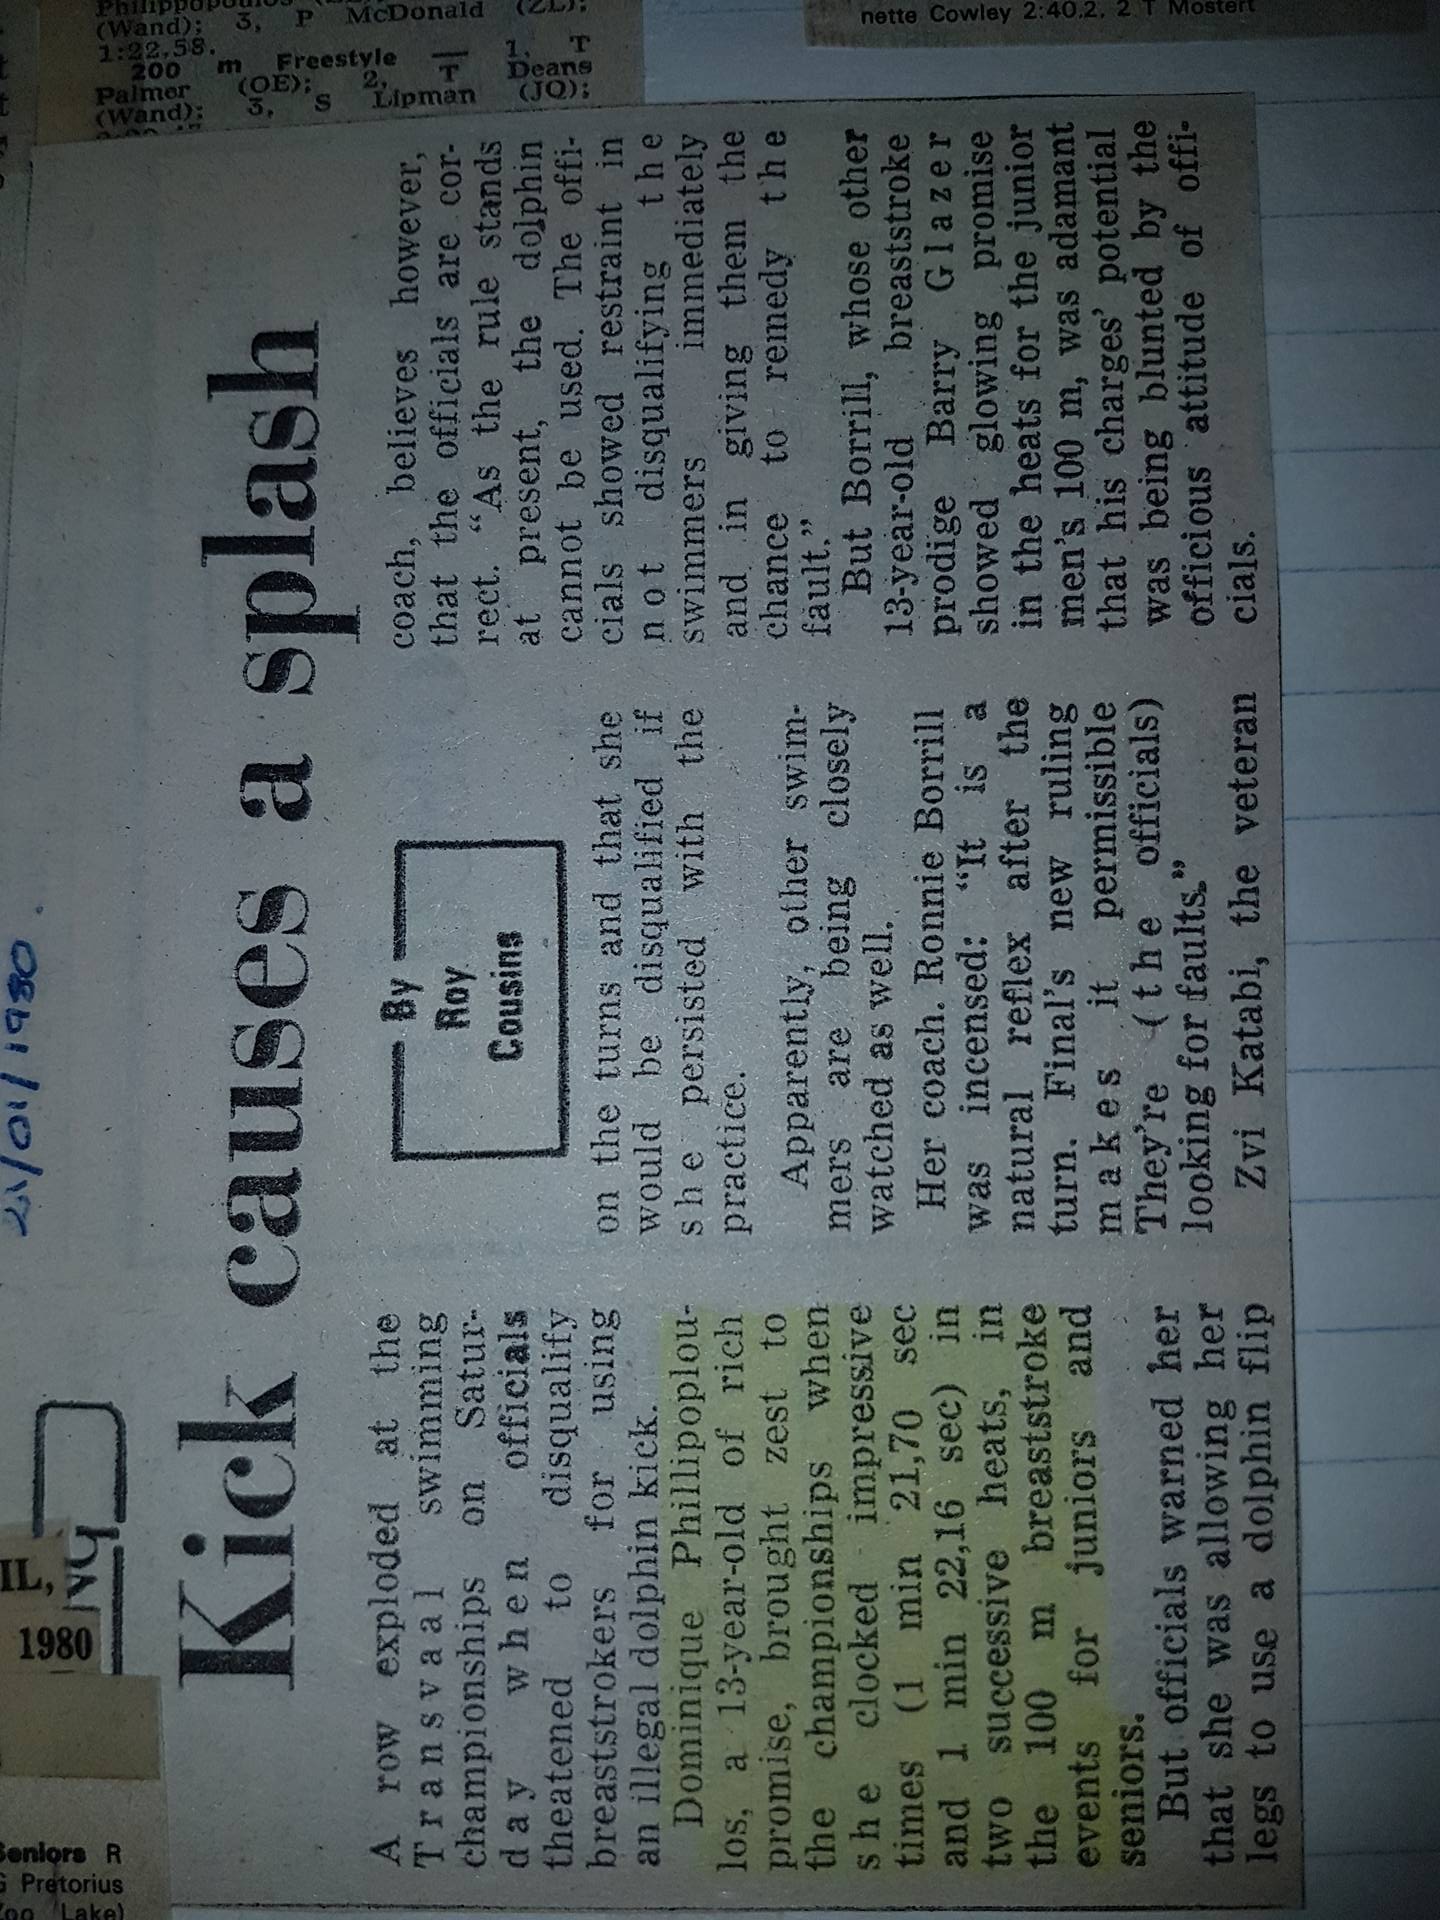 (Wand); 3, P McDonald (ZL);
1:22.58.
200 m Freestyle — 1. T
Palmer (OE); 2, T Deans
(Wand); 3, S Lipman (JQ);
nette Cowley 2:40.2, 2 T Mostert
IL,
1980
Seniors R
G Pretorius
Zoo Lake)
/01/1980.
Kick causes a splash
A row exploded at the
Transvaal swimming
championships on Satur-
day when officials
theatened to disqualify
breaststrokers for using
an illegal dolphin kick.
Dominique Phillipoplou-
los, a 13-year-old of rich
promise, brought zest to
the championships when
she clocked impressive
times (1 min 21,70 sec
and 1 min 22,16 sec) in
two successive heats, in
the 100 m breaststroke
events for juniors and
seniors.
But officials warned her
that she was allowing her
legs to use a dolphin flip
By
Roy
Cousins
on the turns and that she
would be disqualified if
she persisted with the
practice.
Apparently, other swim-
mers are being closely
watched as well.
Her coach. Ronnie Borrill
was incensed: “It is a
natural reflex after the
turn. Final's new ruling
makes it permissible
They're (the officials)
looking for faults.”
Zvi Katabi, the veteran
coach, believes however,
that the officials are cor-
rect. “As the rule stands
at present, the dolphin
cannot be used. The offi-
cials showed restraint in
not disqualifying the
swimmers immediately
and in giving them the
chance to remedy the
fault.”
But Borrill, whose other
13-year-old breaststroke
prodige Barry Glazer
showed glowing promise
in the heats for the junior
men's 100 m, was adamant
that his charges' potential
was being blunted by the
officious attitude of offi-
cials.